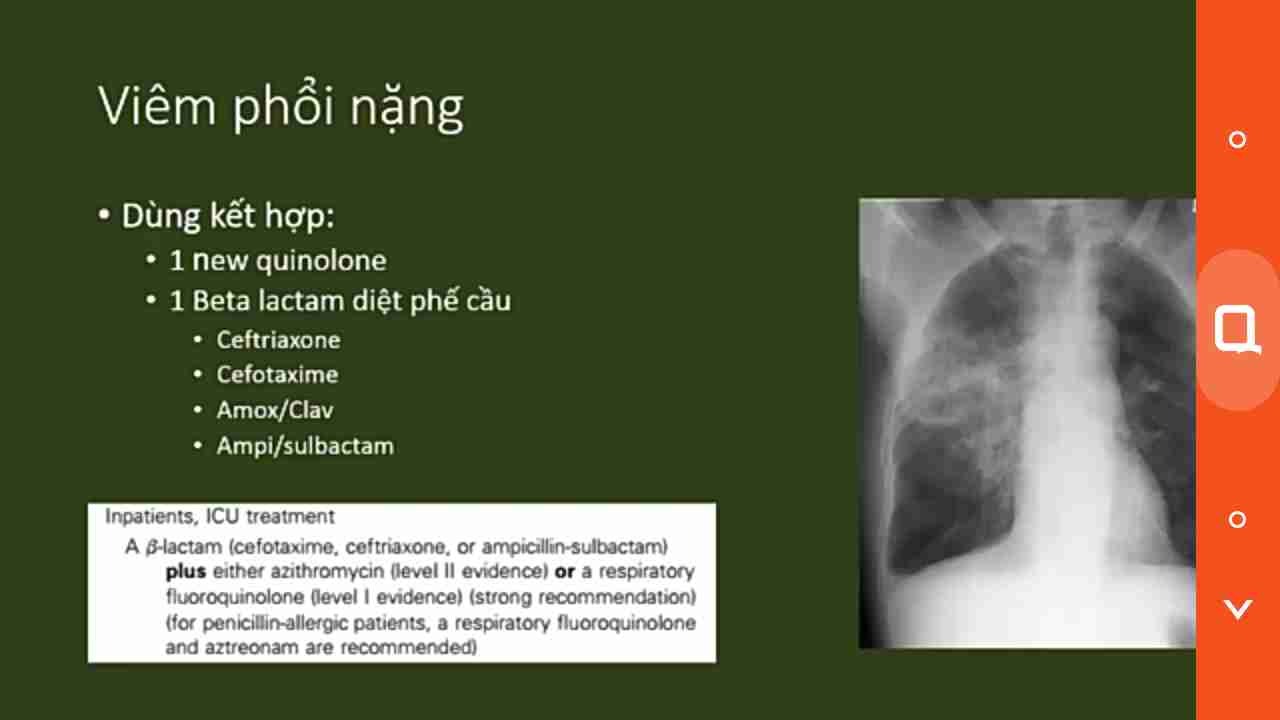 Viêm phổi nặng
• Dùng kết hợp:
• 1 new quinolone
• 1 Beta lactam diệt phế cầu
• Ceftriaxone
• Cefotaxime
• Amox/Clav
• Ampi/sulbactam
Inpatients, ICU treatment
A β-lactam (cefotaxime, ceftriaxone, or ampicillin-sulbactam)
plus either azithromycin (level II evidence) or a respiratory
fluoroquinolone (level I evidence) (strong recommendation)
(for penicillin-allergic patients, a respiratory fluoroquinolone
and aztreonam are recommended)